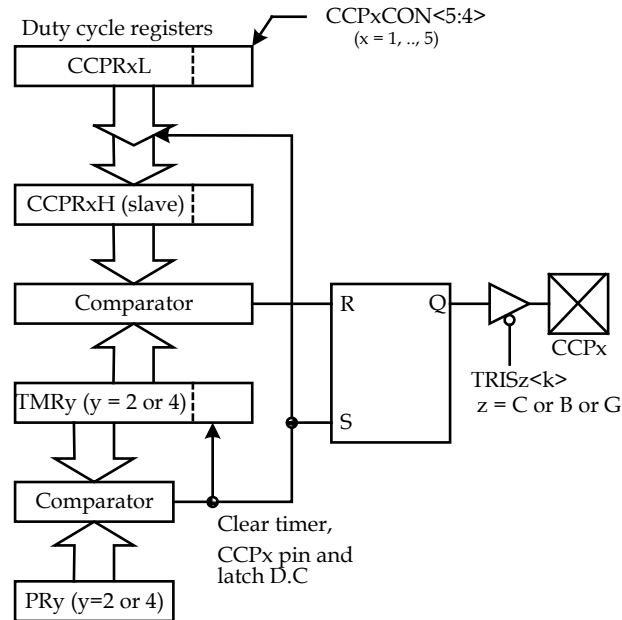 Duty cycle registers
CCPxCON<5:4>
(x = 1, .., 5)
CCPRxL
CCPRxH (slave)
Comparator
R
Q
CCPx
TRISz<k>
z = C or B or G
TMRy (y = 2 or 4)
S
Comparator
Clear timer,
CCPx pin and
latch D.C
PRy (y=2 or 4)